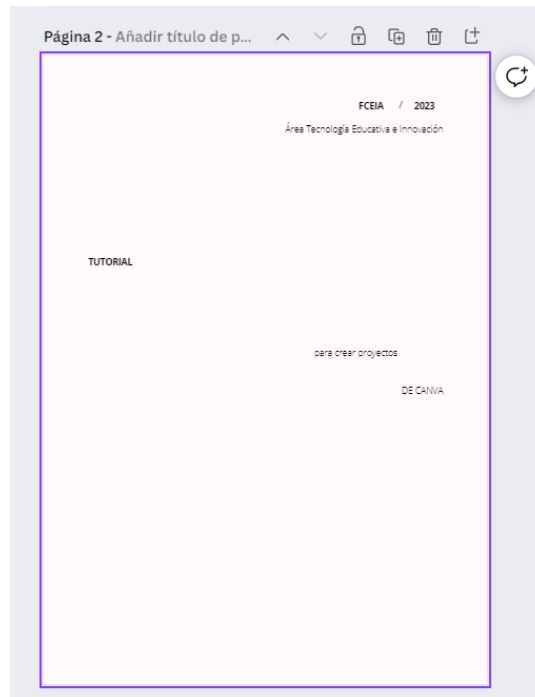 Página 2 - Añadir título de p...
FCEIA / 2023
Área Tecnología Educativa e Innovación
TUTORIAL
para crear proyectos
DE CANVA